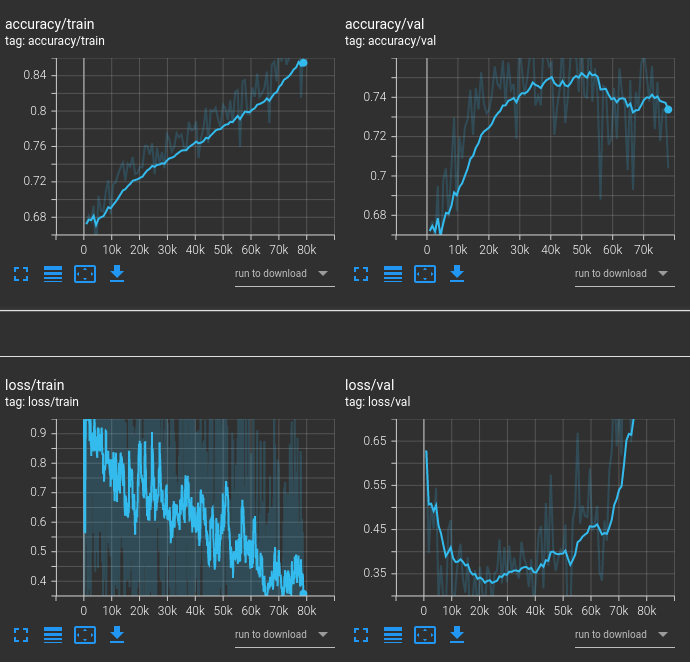 accuracy/train
tag: accuracy/train
0.84
0.8
0.76
0.72
0.68
0 10k 20k 30k 40k 50k 60k 70k 80k
run to download
accuracy/val
tag: accuracy/val
0.74
0.72
0.7
0.68
0 10k 20k 30k 40k 50k 60k 70k
run to download
loss/train
tag: loss/train
0.9
0.8
0.7
0.6
0.5
0.4
0 10k 20k 30k 40k 50k 60k 70k 80k
run to download
loss/val
tag: loss/val
0.65
0.55
0.45
0.35
0 10k 20k 30k 40k 50k 60k 70k 80k
run to download